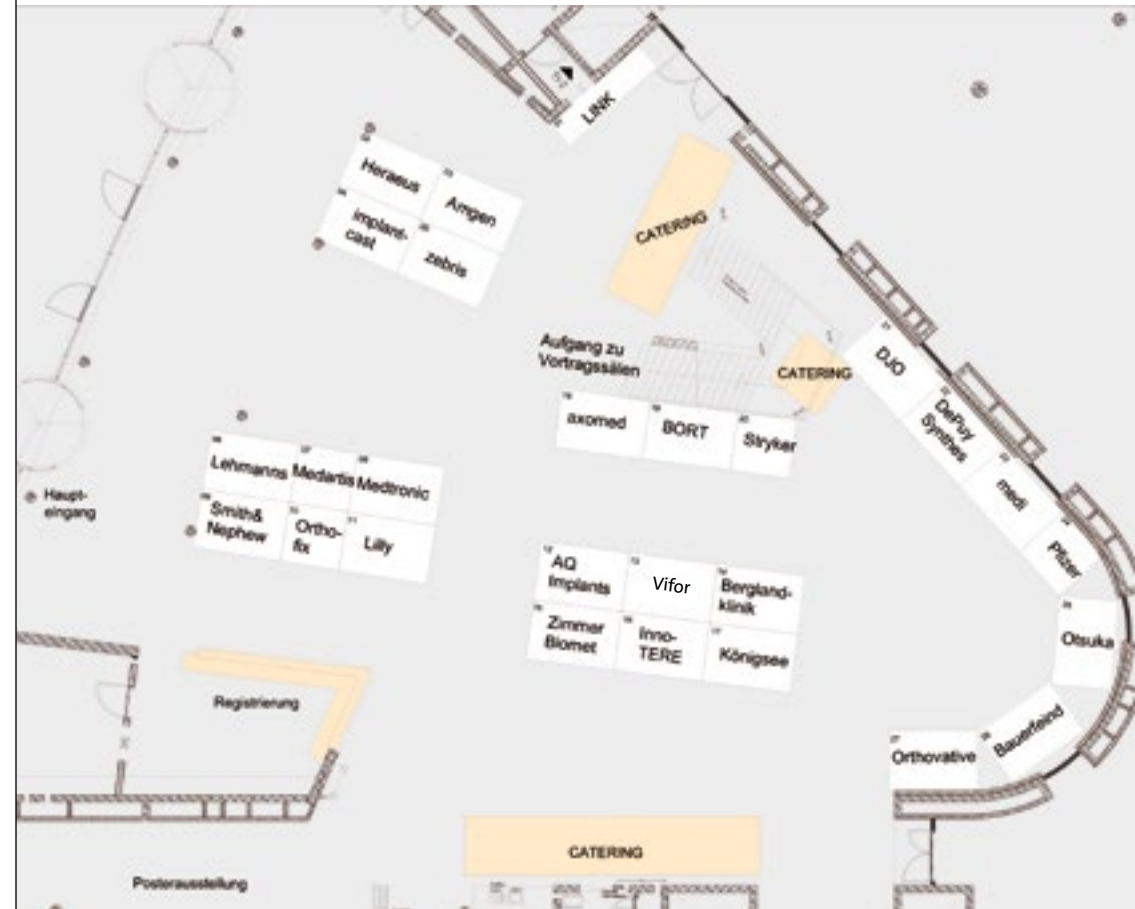 LINK
Heraeus
Amgen
implant-
cast
zebris
CATERING
Aufgang zu
Vortragssälen
CATERING
DJO
DePuy
Synthes
medi
Pfizer
Otsuka
Bauerfeind
Orthovative
axomed
BORT
Stryker
Haupt-
eingang
Lehmanns
Medartis
Medtronic
Smith&
Nephew
Ortho-
fix
Lilly
AQ
Implants
Vifor
Bergland-
klinik
Zimmer
Biomet
Inno-
TERE
Königsee
Registrierung
CATERING
Posterausstellung